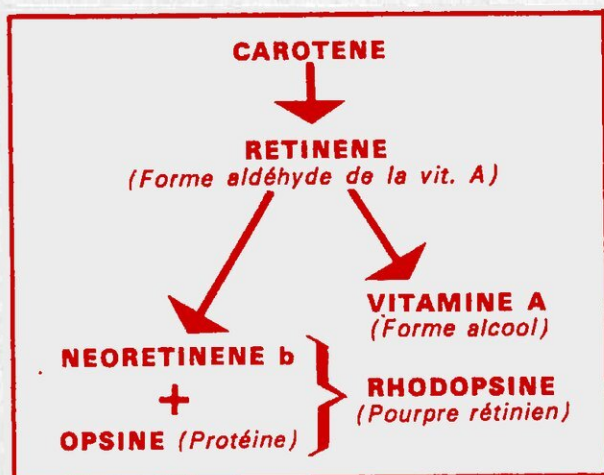 CAROTENE
RETINENE
(Forme aldéhyde de la vit. A)
VITAMINE A
(Forme alcool)
NEORETINENE b
+
OPSINE (Protéine)
RHODOPSINE
(Pourpre rétinien)